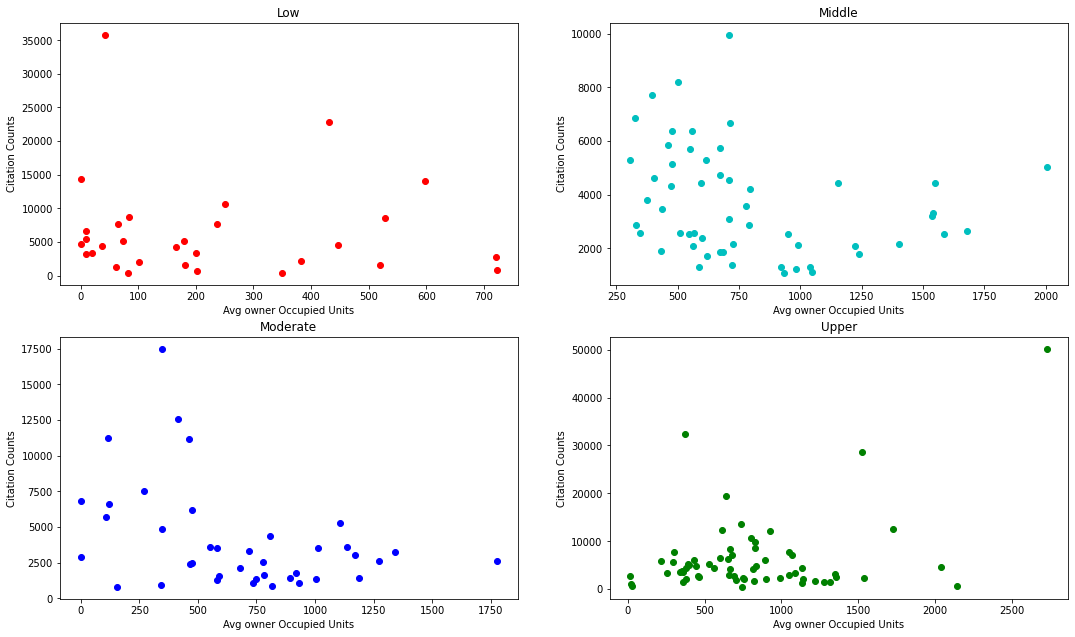 Low
Citation Counts
35000
30000
25000
20000
15000
10000
5000
0
0 100 200 300 400 500 600 700
Avg owner Occupied Units
Middle
Citation Counts
10000
8000
6000
4000
2000
250 500 750 1000 1250 1500 1750 2000
Avg owner Occupied Units
Moderate
Citation Counts
17500
15000
12500
10000
7500
5000
2500
0
0 250 500 750 1000 1250 1500 1750
Avg owner Occupied Units
Upper
Citation Counts
50000
40000
30000
20000
10000
0
0 500 1000 1500 2000 2500
Avg owner Occupied Units